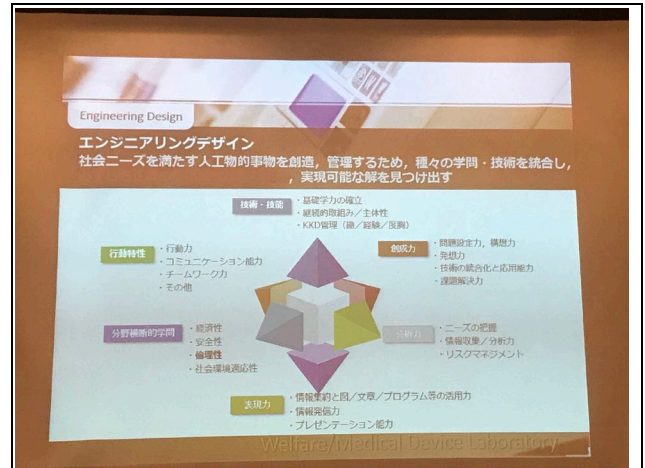 Engineering Design
エンジニアリングデザイン
社会ニーズを満たす人工物的事物を創造，管理するため，種々の学問・技術を統合し，
，実現可能な解を見つけ出す
技術・技能
・基礎学力の確立
・継続的取組み／主体性
・KKD管理（勘／経験／度胸）
行動特性
・行動力
・コミュニケーション能力
・チームワーク力
・その他
創成力
・問題設定力，構想力
・発想力
・技術の統合化と応用能力
・課題解決力
分野横断的学問
・経済性
・安全性
・倫理性
・社会環境適応性
分析力
・ニーズの把握
・情報収集／分析力
・リスクマネジメント
表現力
・情報集約と図／文章／プログラム等の活用力
・情報発信力
・プレゼンテーション能力
Welfare/Medical Device Laboratory